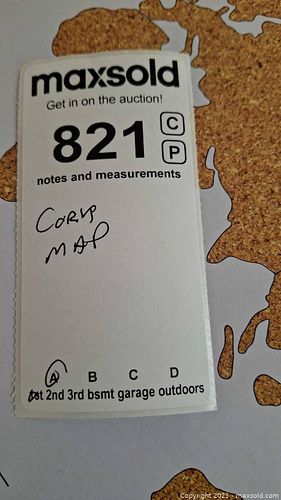 maxsold
Get in on the auction!
821 C
P
notes and measurements
CORK
MAP
A B C D
1st 2nd 3rd bsmt garage outdoors
Copyright 2025 - maxsold.com